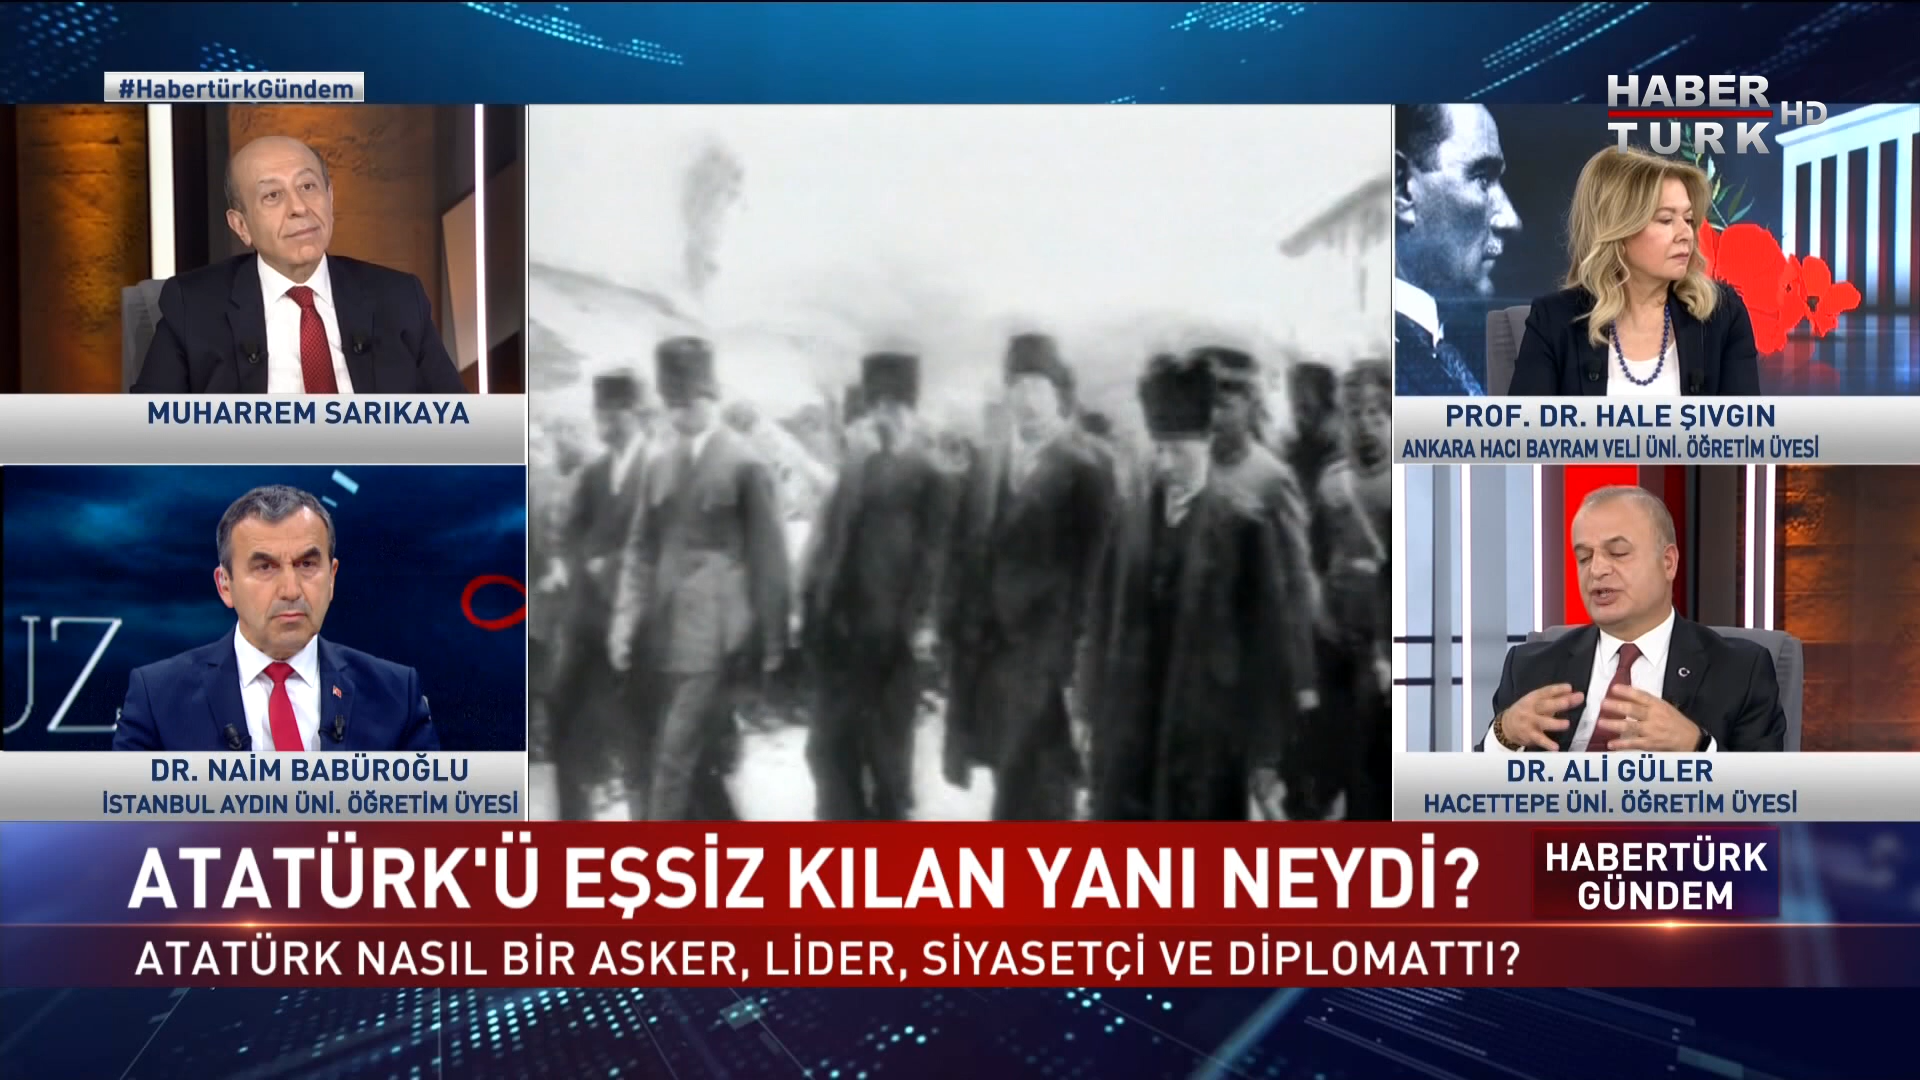 #HabertürkGündem
HABER
TÜRK HD
MUHARREM SARIKAYA
PROF. DR. HALE ŞIVGIN
ANKARA HACI BAYRAM VELİ ÜNİ. ÖĞRETİM ÜYESİ
UZ
DR. NAİM BABÜROĞLU
İSTANBUL AYDIN ÜNİ. ÖĞRETİM ÜYESİ
DR. ALİ GÜLER
HACETTEPE ÜNİ. ÖĞRETİM ÜYESİ
ATATÜRK'Ü EŞSİZ KILAN YANI NEYDİ?
HABERTÜRK
GÜNDEM
ATATÜRK NASIL BİR ASKER, LİDER, SİYASETÇİ VE DİPLOMATTI?